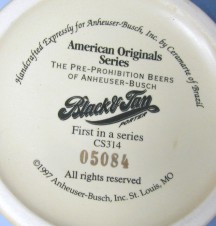 Handcrafted Expressly for Anheuser-Busch, Inc. by Ceramarte of Brazil
American Originals
Series
THE PRE-PROHIBITION BEERS
OF ANHEUSER-BUSCH
Black & Tan
PORTER
First in a series
CS314
05084
All rights reserved
©1997 Anheuser-Busch, Inc. St. Louis, MO